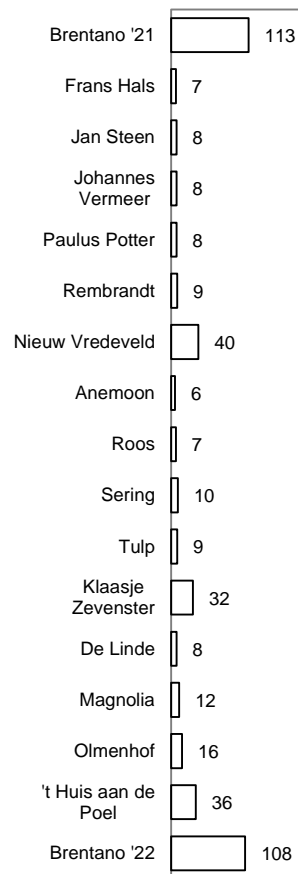 Brentano '21 113
Frans Hals 7
Jan Steen 8
Johannes
Vermeer 8
Paulus Potter 8
Rembrandt 9
Nieuw Vredeveld 40
Anemoon 6
Roos 7
Sering 10
Tulp 9
Klaasje
Zevenster 32
De Linde 8
Magnolia 12
Olmenhof 16
't Huis aan de
Poel 36
Brentano '22 108